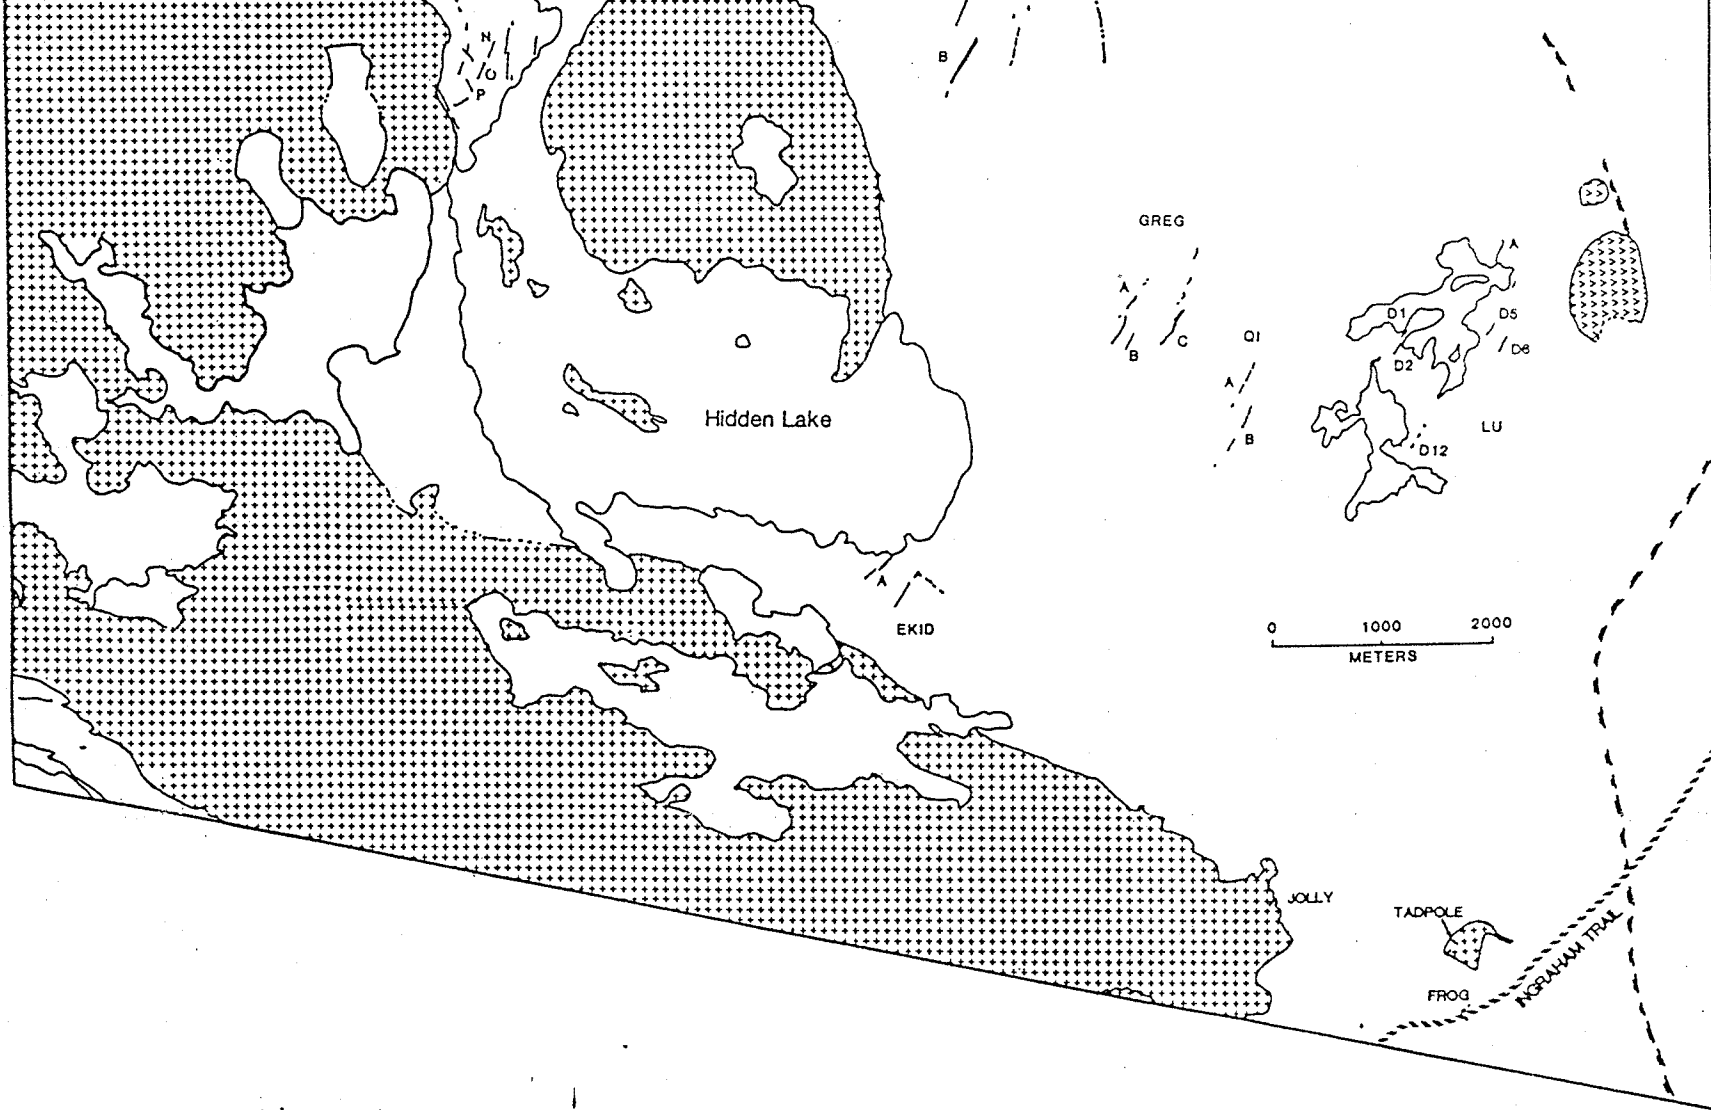 N
O
P
B
GREG
A
B
C
QI
A
B
A
D1
D5
D2
D6
D12
LU
Hidden Lake
A
A
EKID
0 1000 2000
METERS
JOLLY
TADPOLE
FROG
INGRAHAM TRAIL